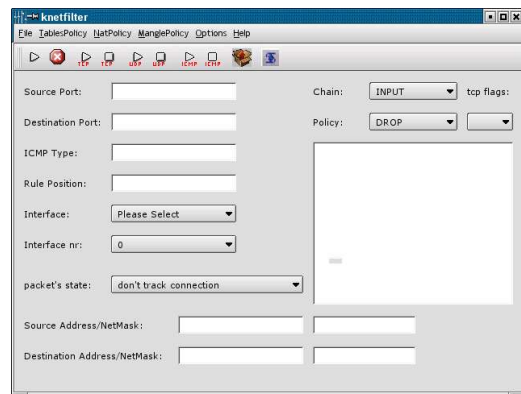 knetfilter
File TablesPolicy NatPolicy ManglePolicy Options Help
TCP TCP UDP UDP ICMP ICMP
Source Port:
Chain: INPUT tcp flags:
Destination Port:
Policy: DROP
ICMP Type:
Rule Position:
Interface: Please Select
Interface nr: 0
packet's state: don't track connection
Source Address/NetMask:
Destination Address/NetMask: